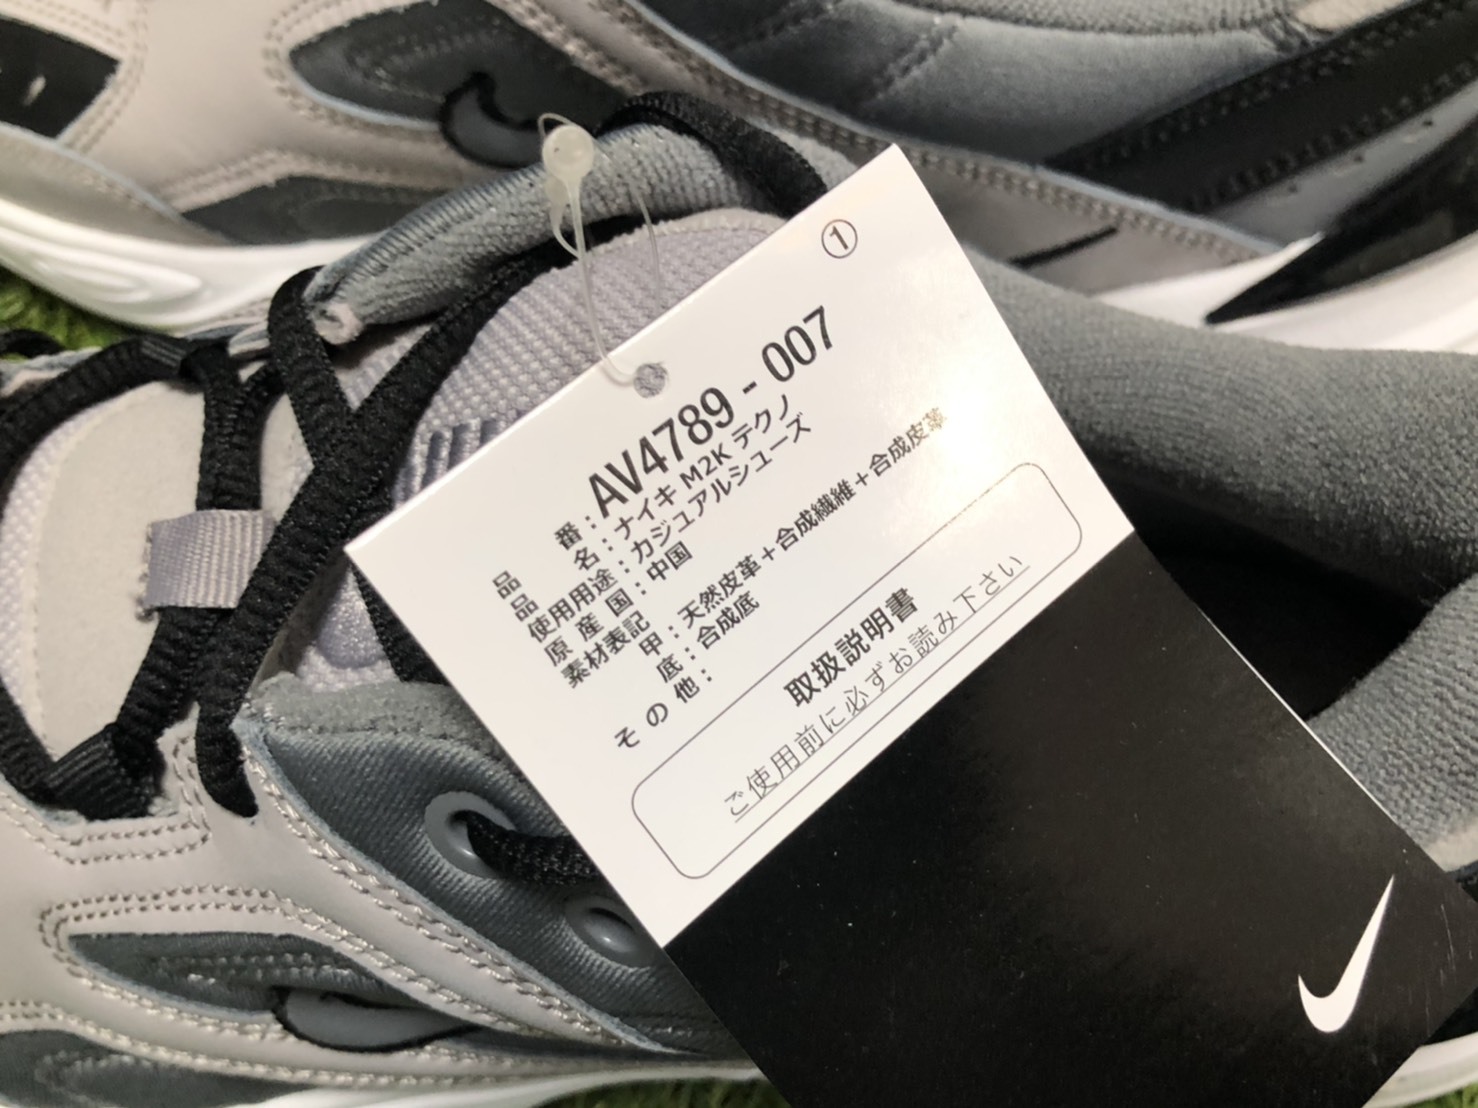 ①
品番：AV4789 - 007
品名：ナイキ M2K テクノ
使用用途：カジュアルシューズ
原産国：中国
素材表記
甲：天然皮革＋合成繊維＋合成皮革
底：合成底
その他：
取扱説明書
ご使用前に必ずお読み下さい